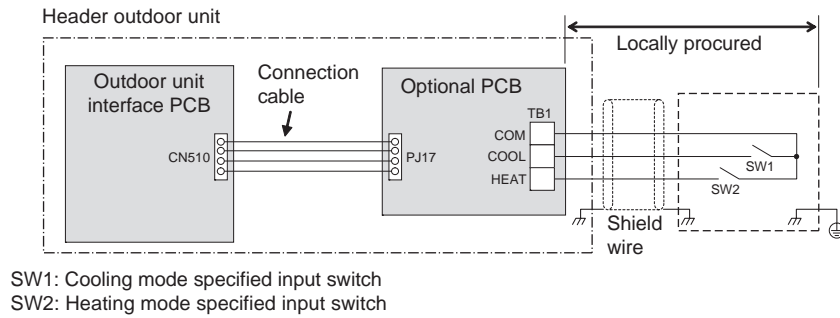 Header outdoor unit
Locally procured
Outdoor unit
interface PCB
Connection
cable
Optional PCB
TB1
COM
CN510
PJ17
COOL
HEAT
SW1
SW2
Shield
wire
SW1: Cooling mode specified input switch
SW2: Heating mode specified input switch